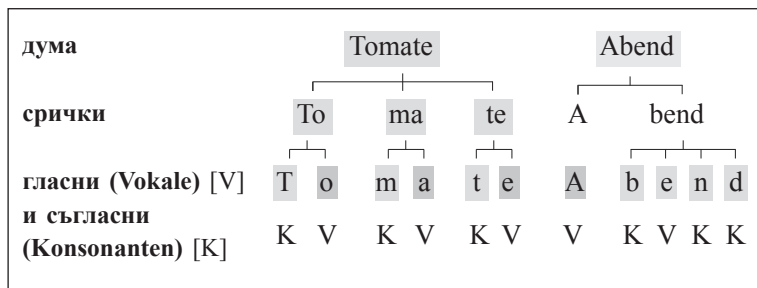 дума Tomate Abend
срички To ma te A bend
гласни (Vokale) [V] T o m a t e A b e n d
и съгласни
(Konsonanten) [K] K V K V K V V K V K K